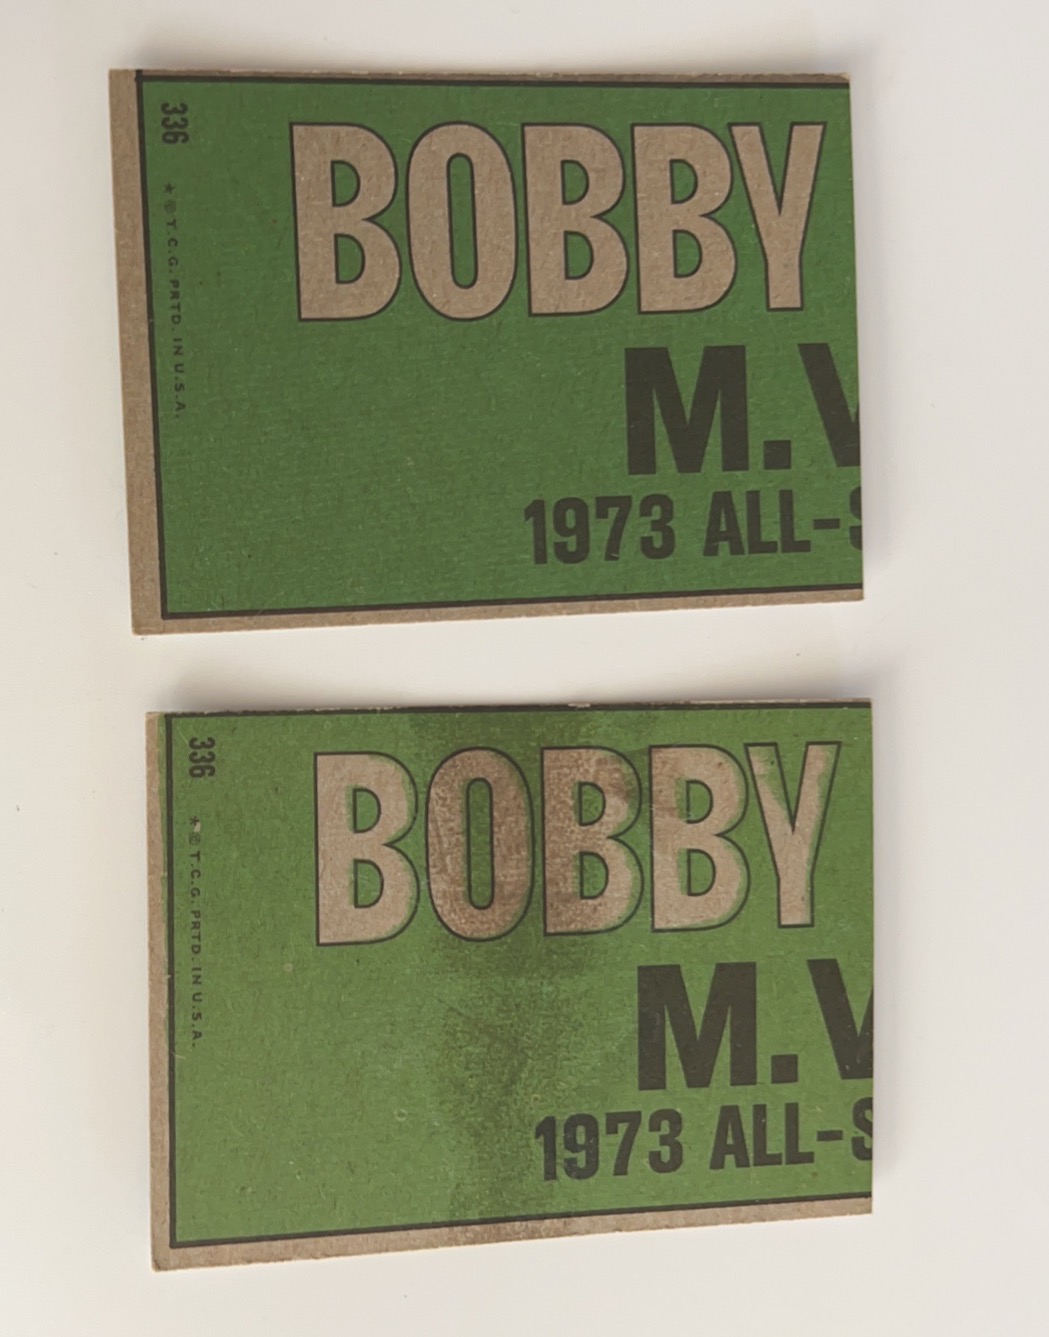 336
★ © T.C.G. PRTD. IN U.S.A.
BOBBY
M.V
1973 ALL-S
336
★ © T.C.G. PRTD. IN U.S.A.
BOBBY
M.V
1973 ALL-S